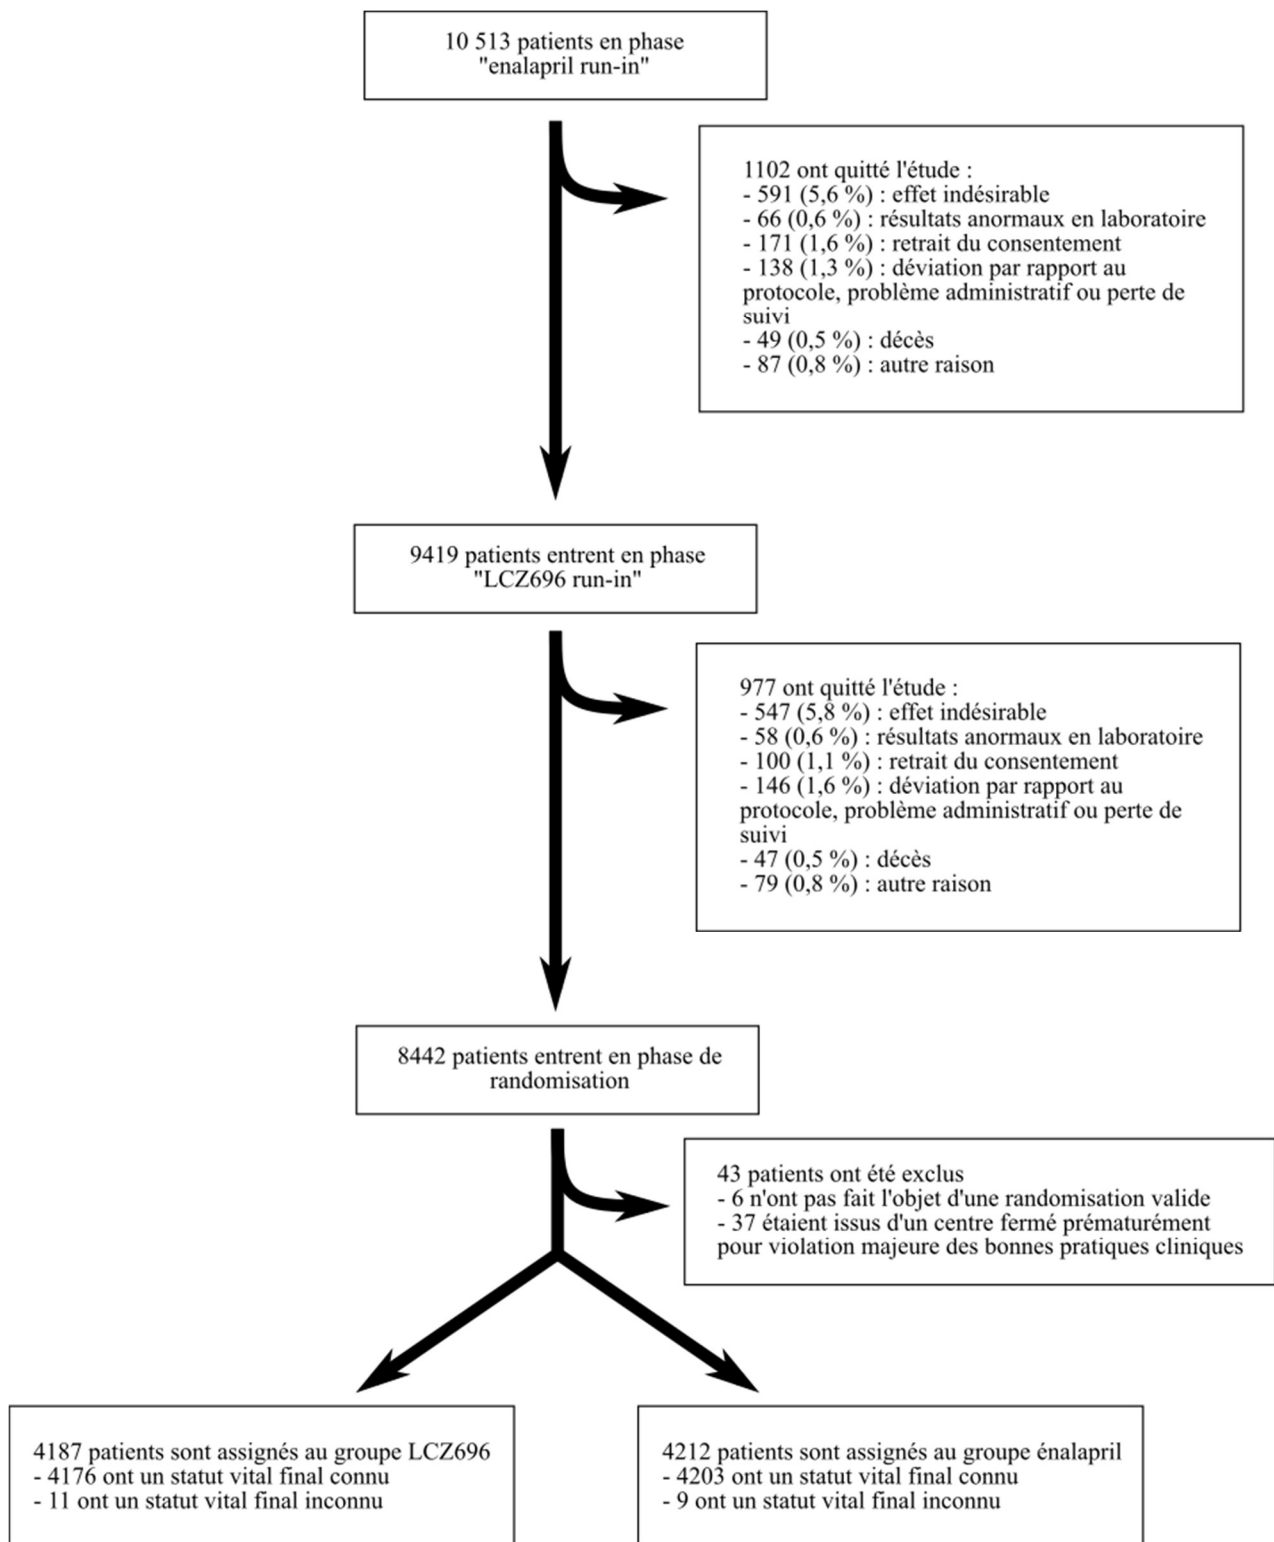 10 513 patients en phase
"enalapril run-in"
1102 ont quitté l'étude :
- 591 (5,6 %) : effet indésirable
- 66 (0,6 %) : résultats anormaux en laboratoire
- 171 (1,6 %) : retrait du consentement
- 138 (1,3 %) : déviation par rapport au
protocole, problème administratif ou perte de
suivi
- 49 (0,5 %) : décès
- 87 (0,8 %) : autre raison
9419 patients entrent en phase
"LCZ696 run-in"
977 ont quitté l'étude :
- 547 (5,8 %) : effet indésirable
- 58 (0,6 %) : résultats anormaux en laboratoire
- 100 (1,1 %) : retrait du consentement
- 146 (1,6 %) : déviation par rapport au
protocole, problème administratif ou perte de
suivi
- 47 (0,5 %) : décès
- 79 (0,8 %) : autre raison
8442 patients entrent en phase de
randomisation
43 patients ont été exclus
- 6 n'ont pas fait l'objet d'une randomisation valide
- 37 étaient issus d'un centre fermé prématurément
pour violation majeure des bonnes pratiques cliniques
4187 patients sont assignés au groupe LCZ696
- 4176 ont un statut vital final connu
- 11 ont un statut vital final inconnu
4212 patients sont assignés au groupe énalapril
- 4203 ont un statut vital final connu
- 9 ont un statut vital final inconnu